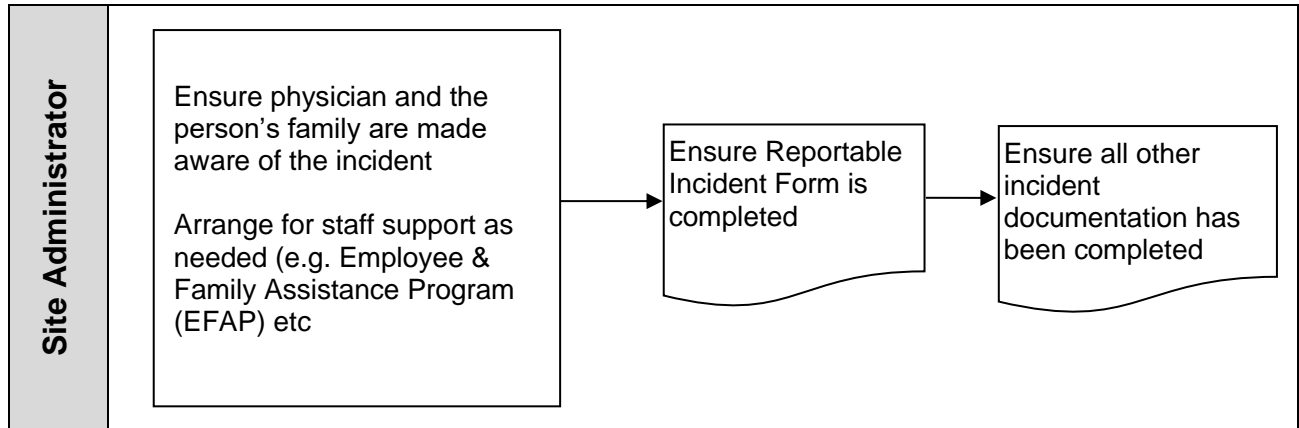 Site Administrator
Ensure physician and the
person's family are made
aware of the incident
Arrange for staff support as
needed (e.g. Employee &
Family Assistance Program
(EFAP) etc
Ensure Reportable
Incident Form is
completed
Ensure all other
incident
documentation has
been completed